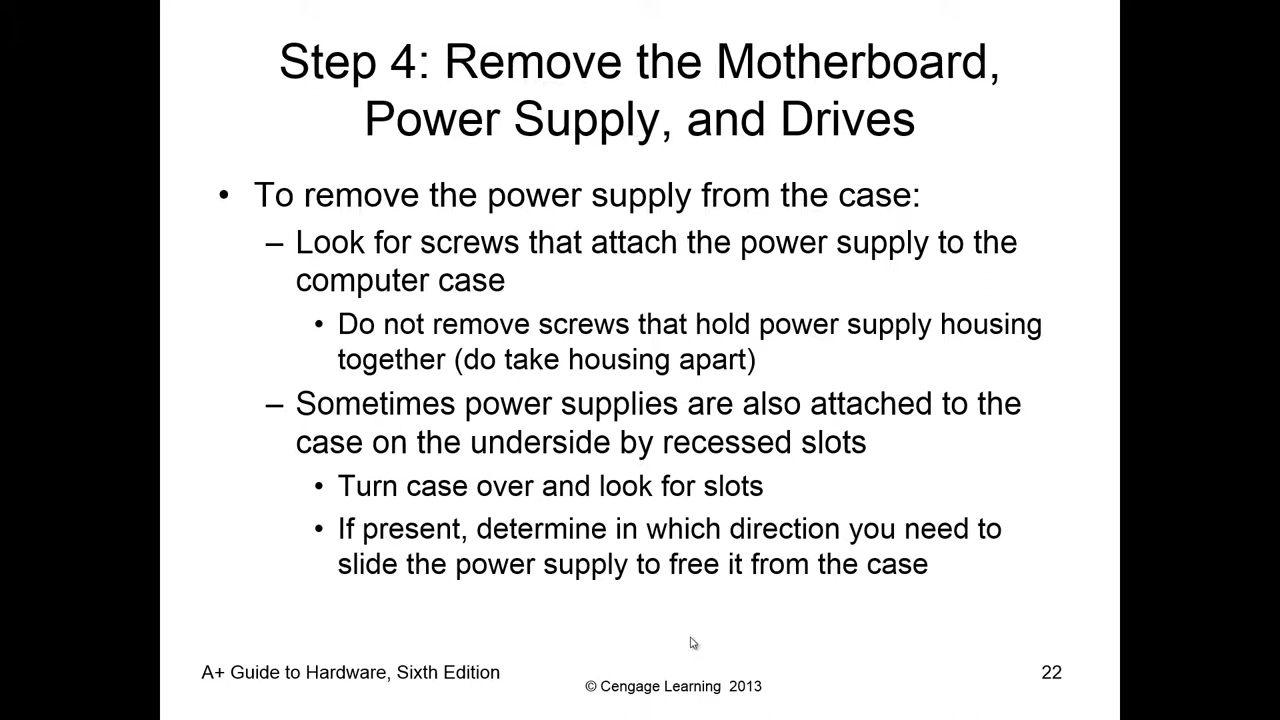 Step 4: Remove the Motherboard,
Power Supply, and Drives
• To remove the power supply from the case:
– Look for screws that attach the power supply to the
computer case
• Do not remove screws that hold power supply housing
together (do take housing apart)
– Sometimes power supplies are also attached to the
case on the underside by recessed slots
• Turn case over and look for slots
• If present, determine in which direction you need to
slide the power supply to free it from the case
A+ Guide to Hardware, Sixth Edition
© Cengage Learning 2013
22